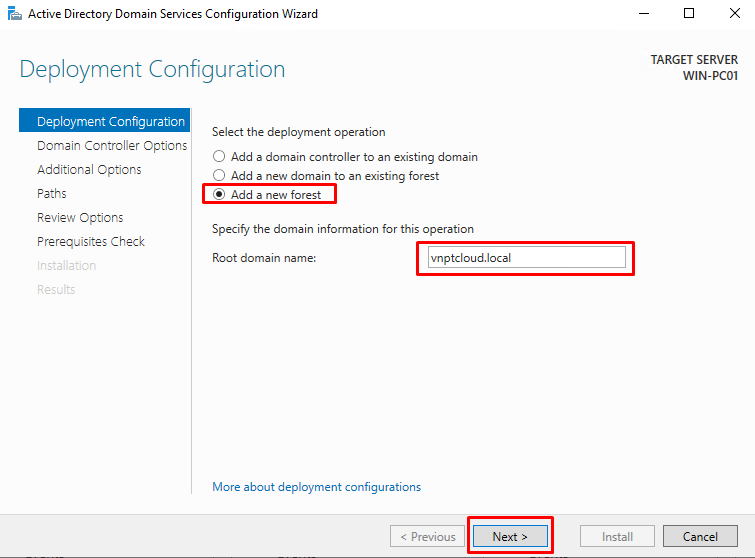 Active Directory Domain Services Configuration Wizard
Deployment Configuration
TARGET SERVER
WIN-PC01
Deployment Configuration
Domain Controller Options
Additional Options
Paths
Review Options
Prerequisites Check
Installation
Results
Select the deployment operation
Add a domain controller to an existing domain
Add a new domain to an existing forest
Add a new forest
Specify the domain information for this operation
Root domain name:
vnptcloud.local
More about deployment configurations
< Previous
Next >
Install
Cancel